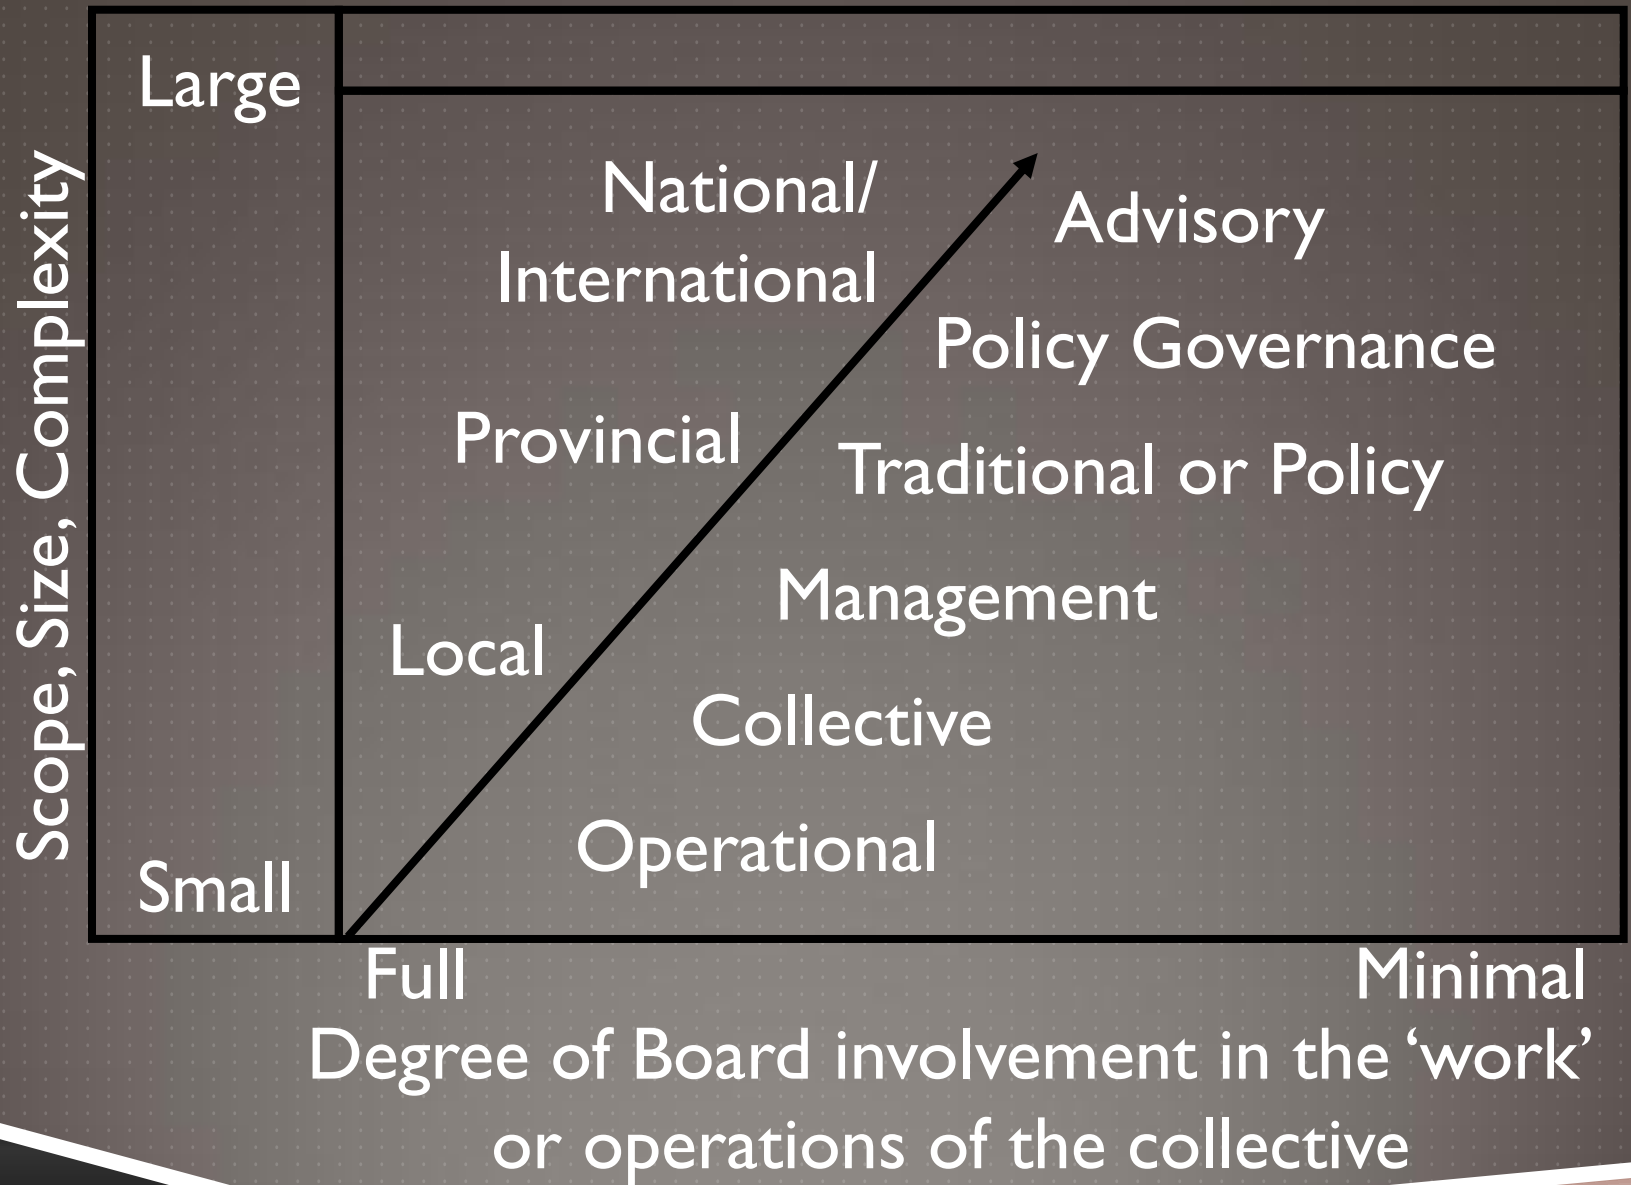 Scope, Size, Complexity
Large
National/
International
Advisory
Policy Governance
Provincial
Traditional or Policy
Management
Local
Collective
Operational
Small
Full
Minimal
Degree of Board involvement in the ‘work’
or operations of the collective